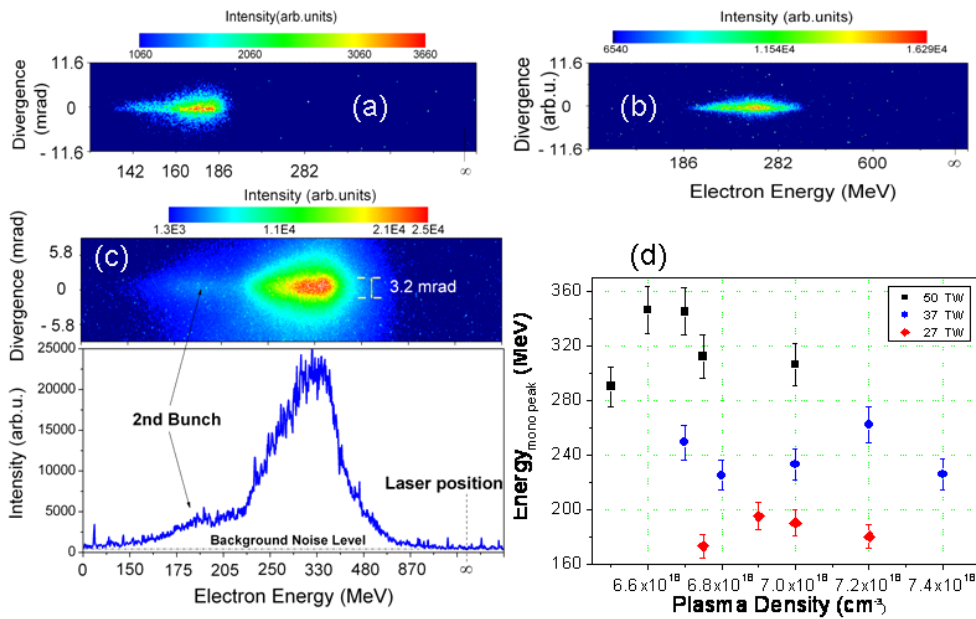 Intensity(arb.units)
1060 2060 3060 3660
Divergence
(mrad)
11.6
0
- 11.6
(a)
142 160 186 282 ∞
Intensity (arb.units)
6540 1.154E4 1.629E4
Divergence
(arb.u.)
11.6
0
- 11.6
(b)
186 282 600 ∞
Electron Energy (MeV)
Intensity (arb.units)
1.3E3 1.1E4 2.1E4 2.5E4
Divergence (mrad)
5.8
0
- 5.8
(c)
3.2 mrad
Intensity (arb.u.)
25000
20000
15000
10000
5000
0
2nd Bunch
Laser position
Background Noise Level
0 150 175 195 250 330 480 870 ∞
Electron Energy (MeV)
(d)
Energy mono peak (MeV)
360
320
280
240
200
160
50 TW
37 TW
27 TW
6.6x10¹⁸ 6.8x10¹⁸ 7.0x10¹⁸ 7.2x10¹⁸ 7.4x10¹⁸
Plasma Density (cm⁻³)